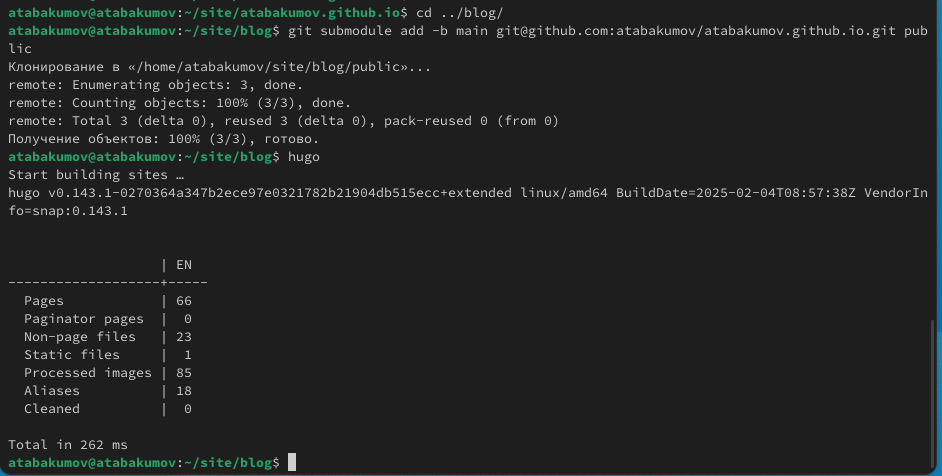 atabakumov@atabakumov:~/site/atabakumov.github.io$ cd ../blog/
atabakumov@atabakumov:~/site/blog$ git submodule add -b main git@github.com:atabakumov/atabakumov.github.io.git pub
lic
Клонирование в «/home/atabakumov/site/blog/public»...
remote: Enumerating objects: 3, done.
remote: Counting objects: 100% (3/3), done.
remote: Total 3 (delta 0), reused 3 (delta 0), pack-reused 0 (from 0)
Получение объектов: 100% (3/3), готово.
atabakumov@atabakumov:~/site/blog$ hugo
Start building sites …
hugo v0.143.1-0270364a347b2ece97e0321782b21904db515ecc+extended linux/amd64 BuildDate=2025-02-04T08:57:38Z VendorIn
fo=snap:0.143.1
                   | EN
-------------------+-----
  Pages            | 66
  Paginator pages  |  0
  Non-page files   | 23
  Static files     |  1
  Processed images | 85
  Aliases          | 18
  Cleaned          |  0
Total in 262 ms
atabakumov@atabakumov:~/site/blog$